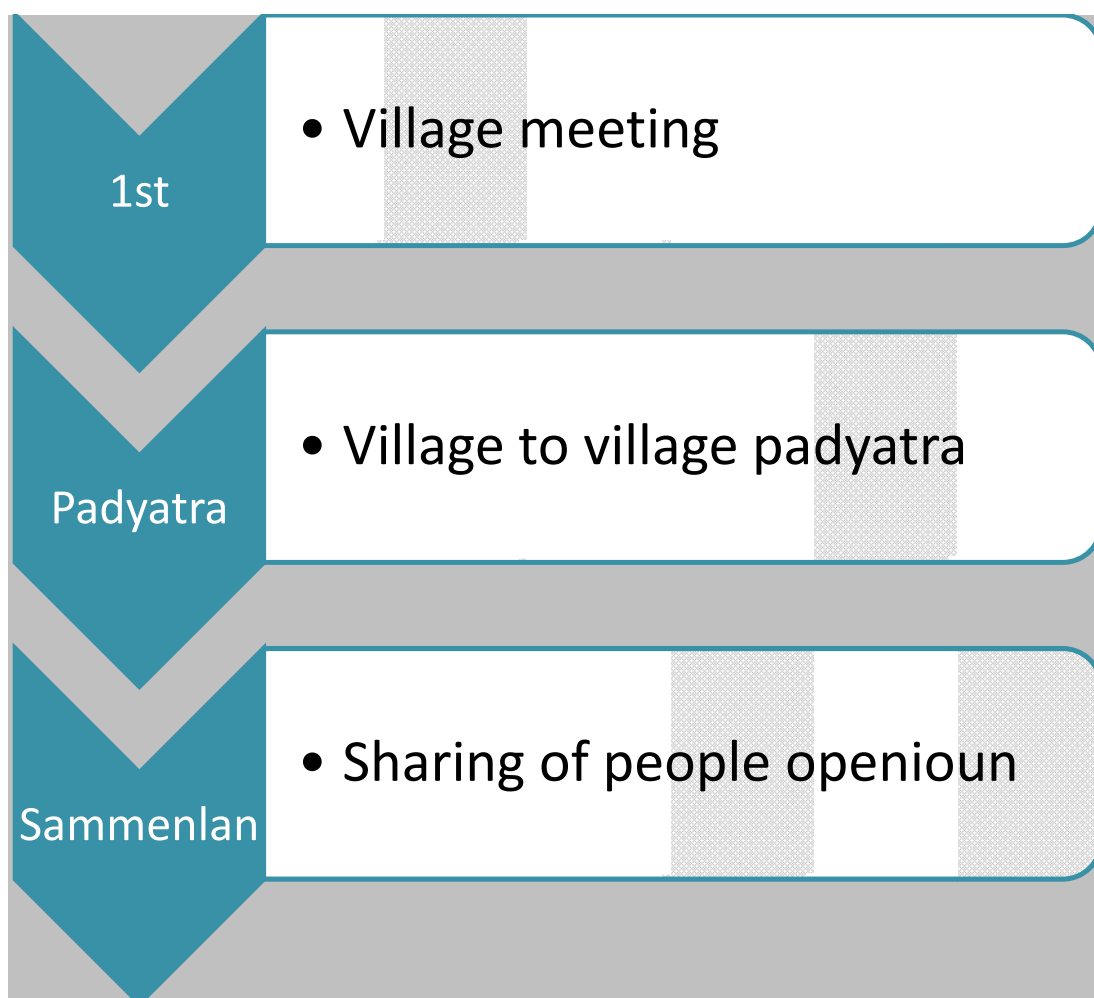 1st
• Village meeting
Padyatra
• Village to village padyatra
Sammenlan
• Sharing of people openioun